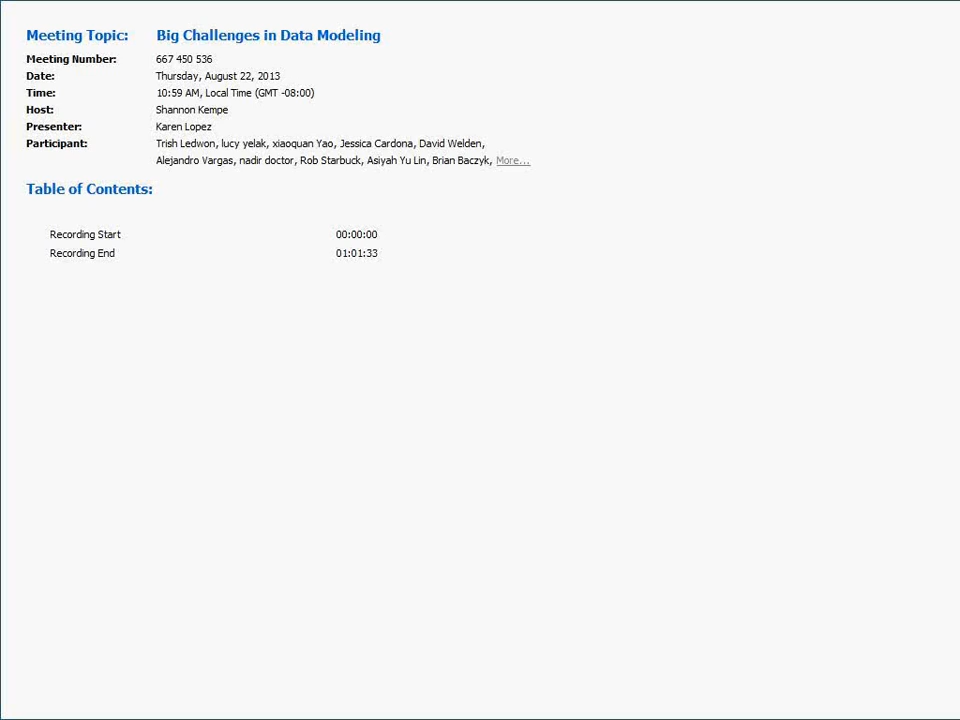 Meeting Topic: Big Challenges in Data Modeling
Meeting Number: 667 450 536
Date: Thursday, August 22, 2013
Time: 10:59 AM, Local Time (GMT -08:00)
Host: Shannon Kempe
Presenter: Karen Lopez
Participant: Trish Ledwon, lucy yelak, xiaoquan Yao, Jessica Cardona, David Welden,
Alejandro Vargas, nadir doctor, Rob Starbuck, Asiyah Yu Lin, Brian Baczyk, More...
Table of Contents:
Recording Start 00:00:00
Recording End 01:01:33